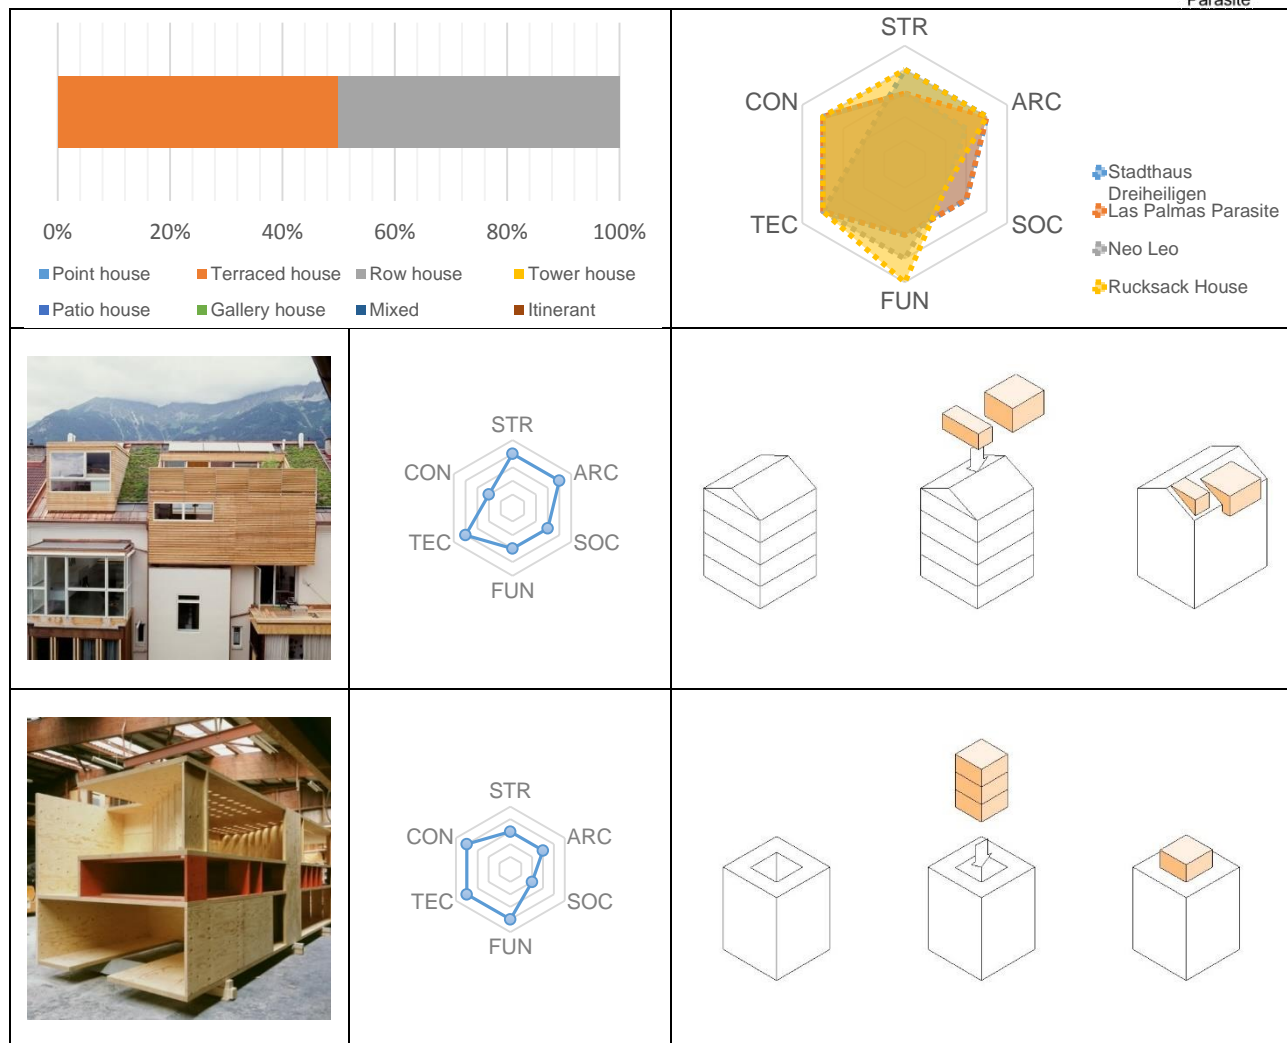 Parasite
0% 20% 40% 60% 80% 100%
Point house Terraced house Row house Tower house
Patio house Gallery house Mixed Itinerant
STR
CON ARC
TEC SOC
FUN
Stadthaus
Dreiheiligen
Las Palmas Parasite
Neo Leo
Rucksack House
STR
CON ARC
TEC SOC
FUN
STR
CON ARC
TEC SOC
FUN